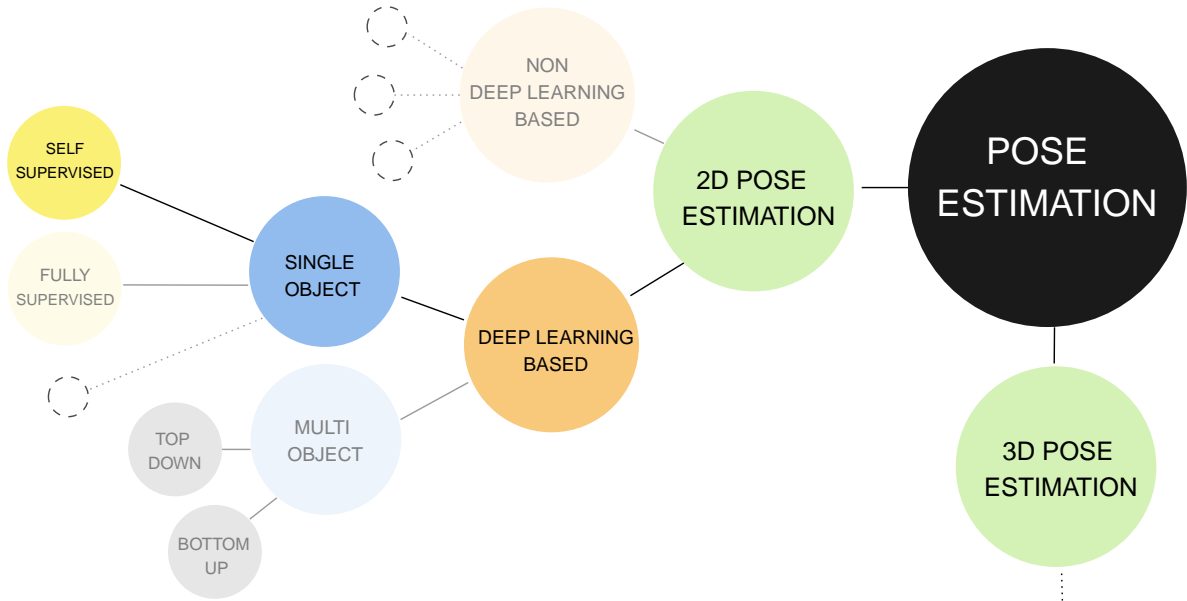 NON
DEEP LEARNING
BASED
POSE
ESTIMATION
SELF
SUPERVISED
2D POSE
ESTIMATION
FULLY
SUPERVISED
SINGLE
OBJECT
DEEP LEARNING
BASED
MULTI
OBJECT
TOP
DOWN
3D POSE
ESTIMATION
BOTTOM
UP